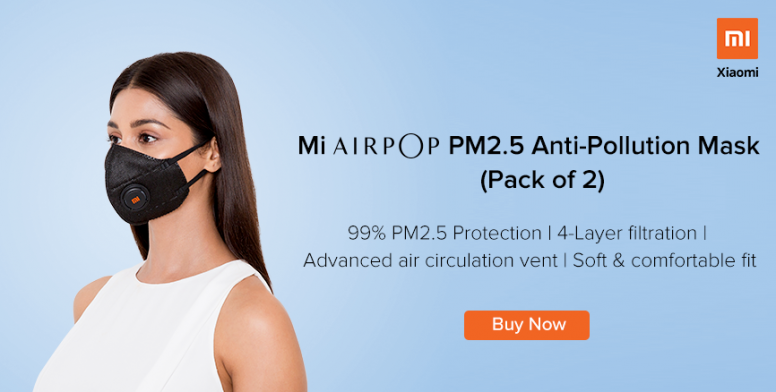 mi
Xiaomi
Mi AIRPOP PM2.5 Anti-Pollution Mask
(Pack of 2)
99% PM2.5 Protection | 4-Layer filtration |
Advanced air circulation vent | Soft & comfortable fit
Buy Now
mi